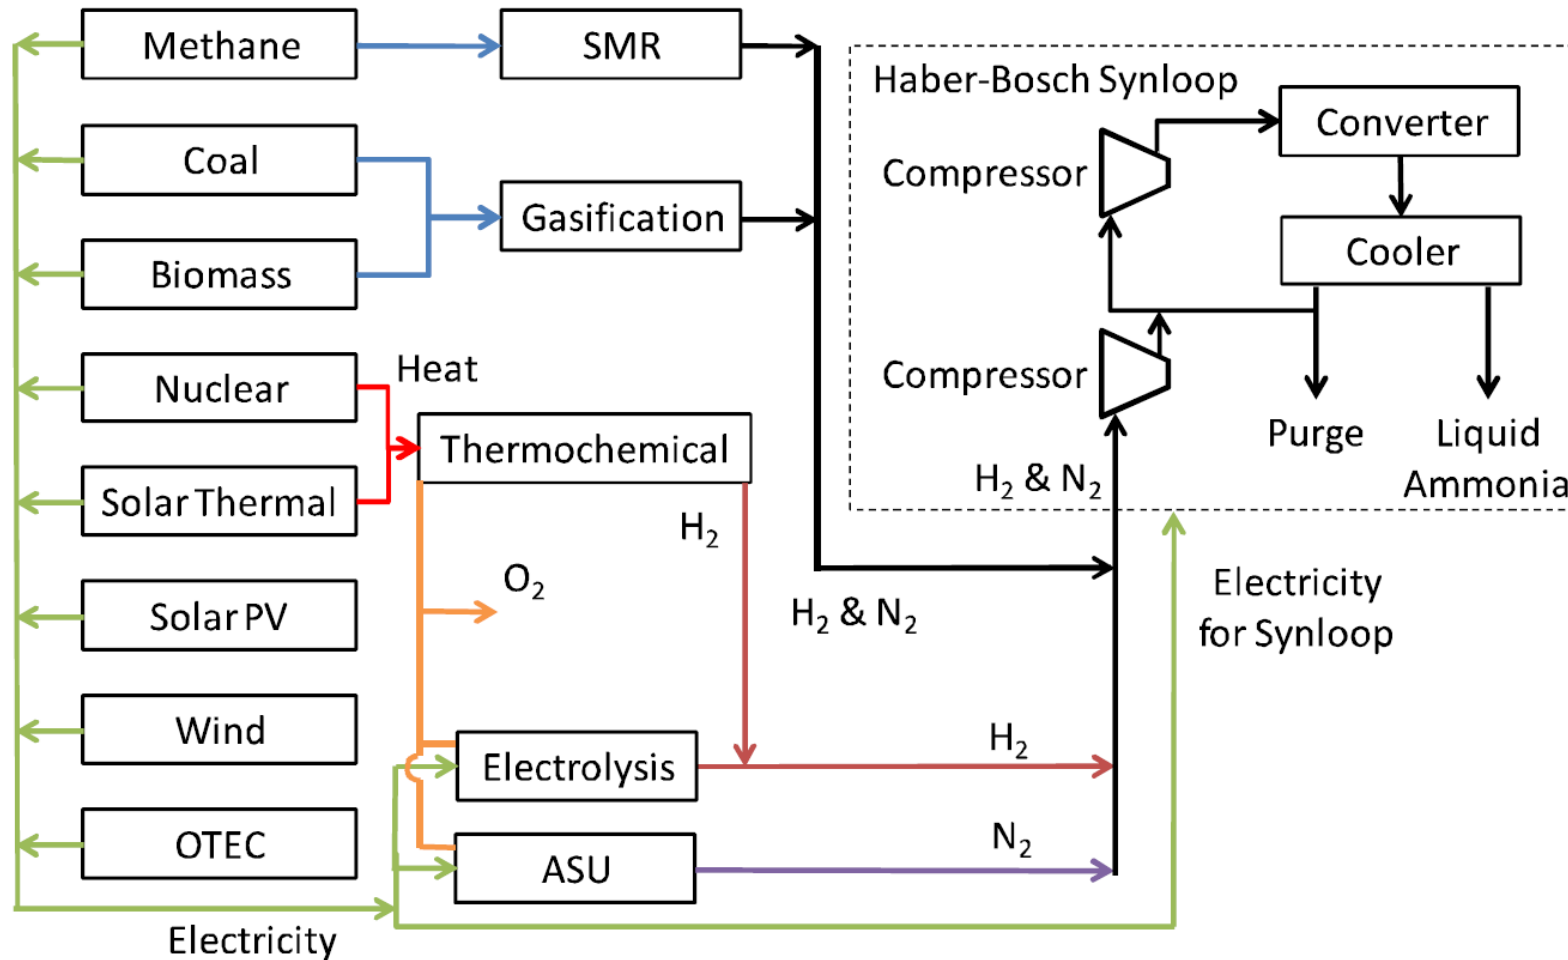 Methane
SMR
Haber-Bosch Synloop
Converter
Compressor
Coal
Gasification
Cooler
Biomass
Nuclear
Heat
Compressor
Purge
Liquid
Ammonia
Thermochemical
H₂ & N₂
Solar Thermal
H₂
O₂
H₂ & N₂
Electricity
for Synloop
Solar PV
Wind
Electrolysis
H₂
OTEC
ASU
N₂
Electricity